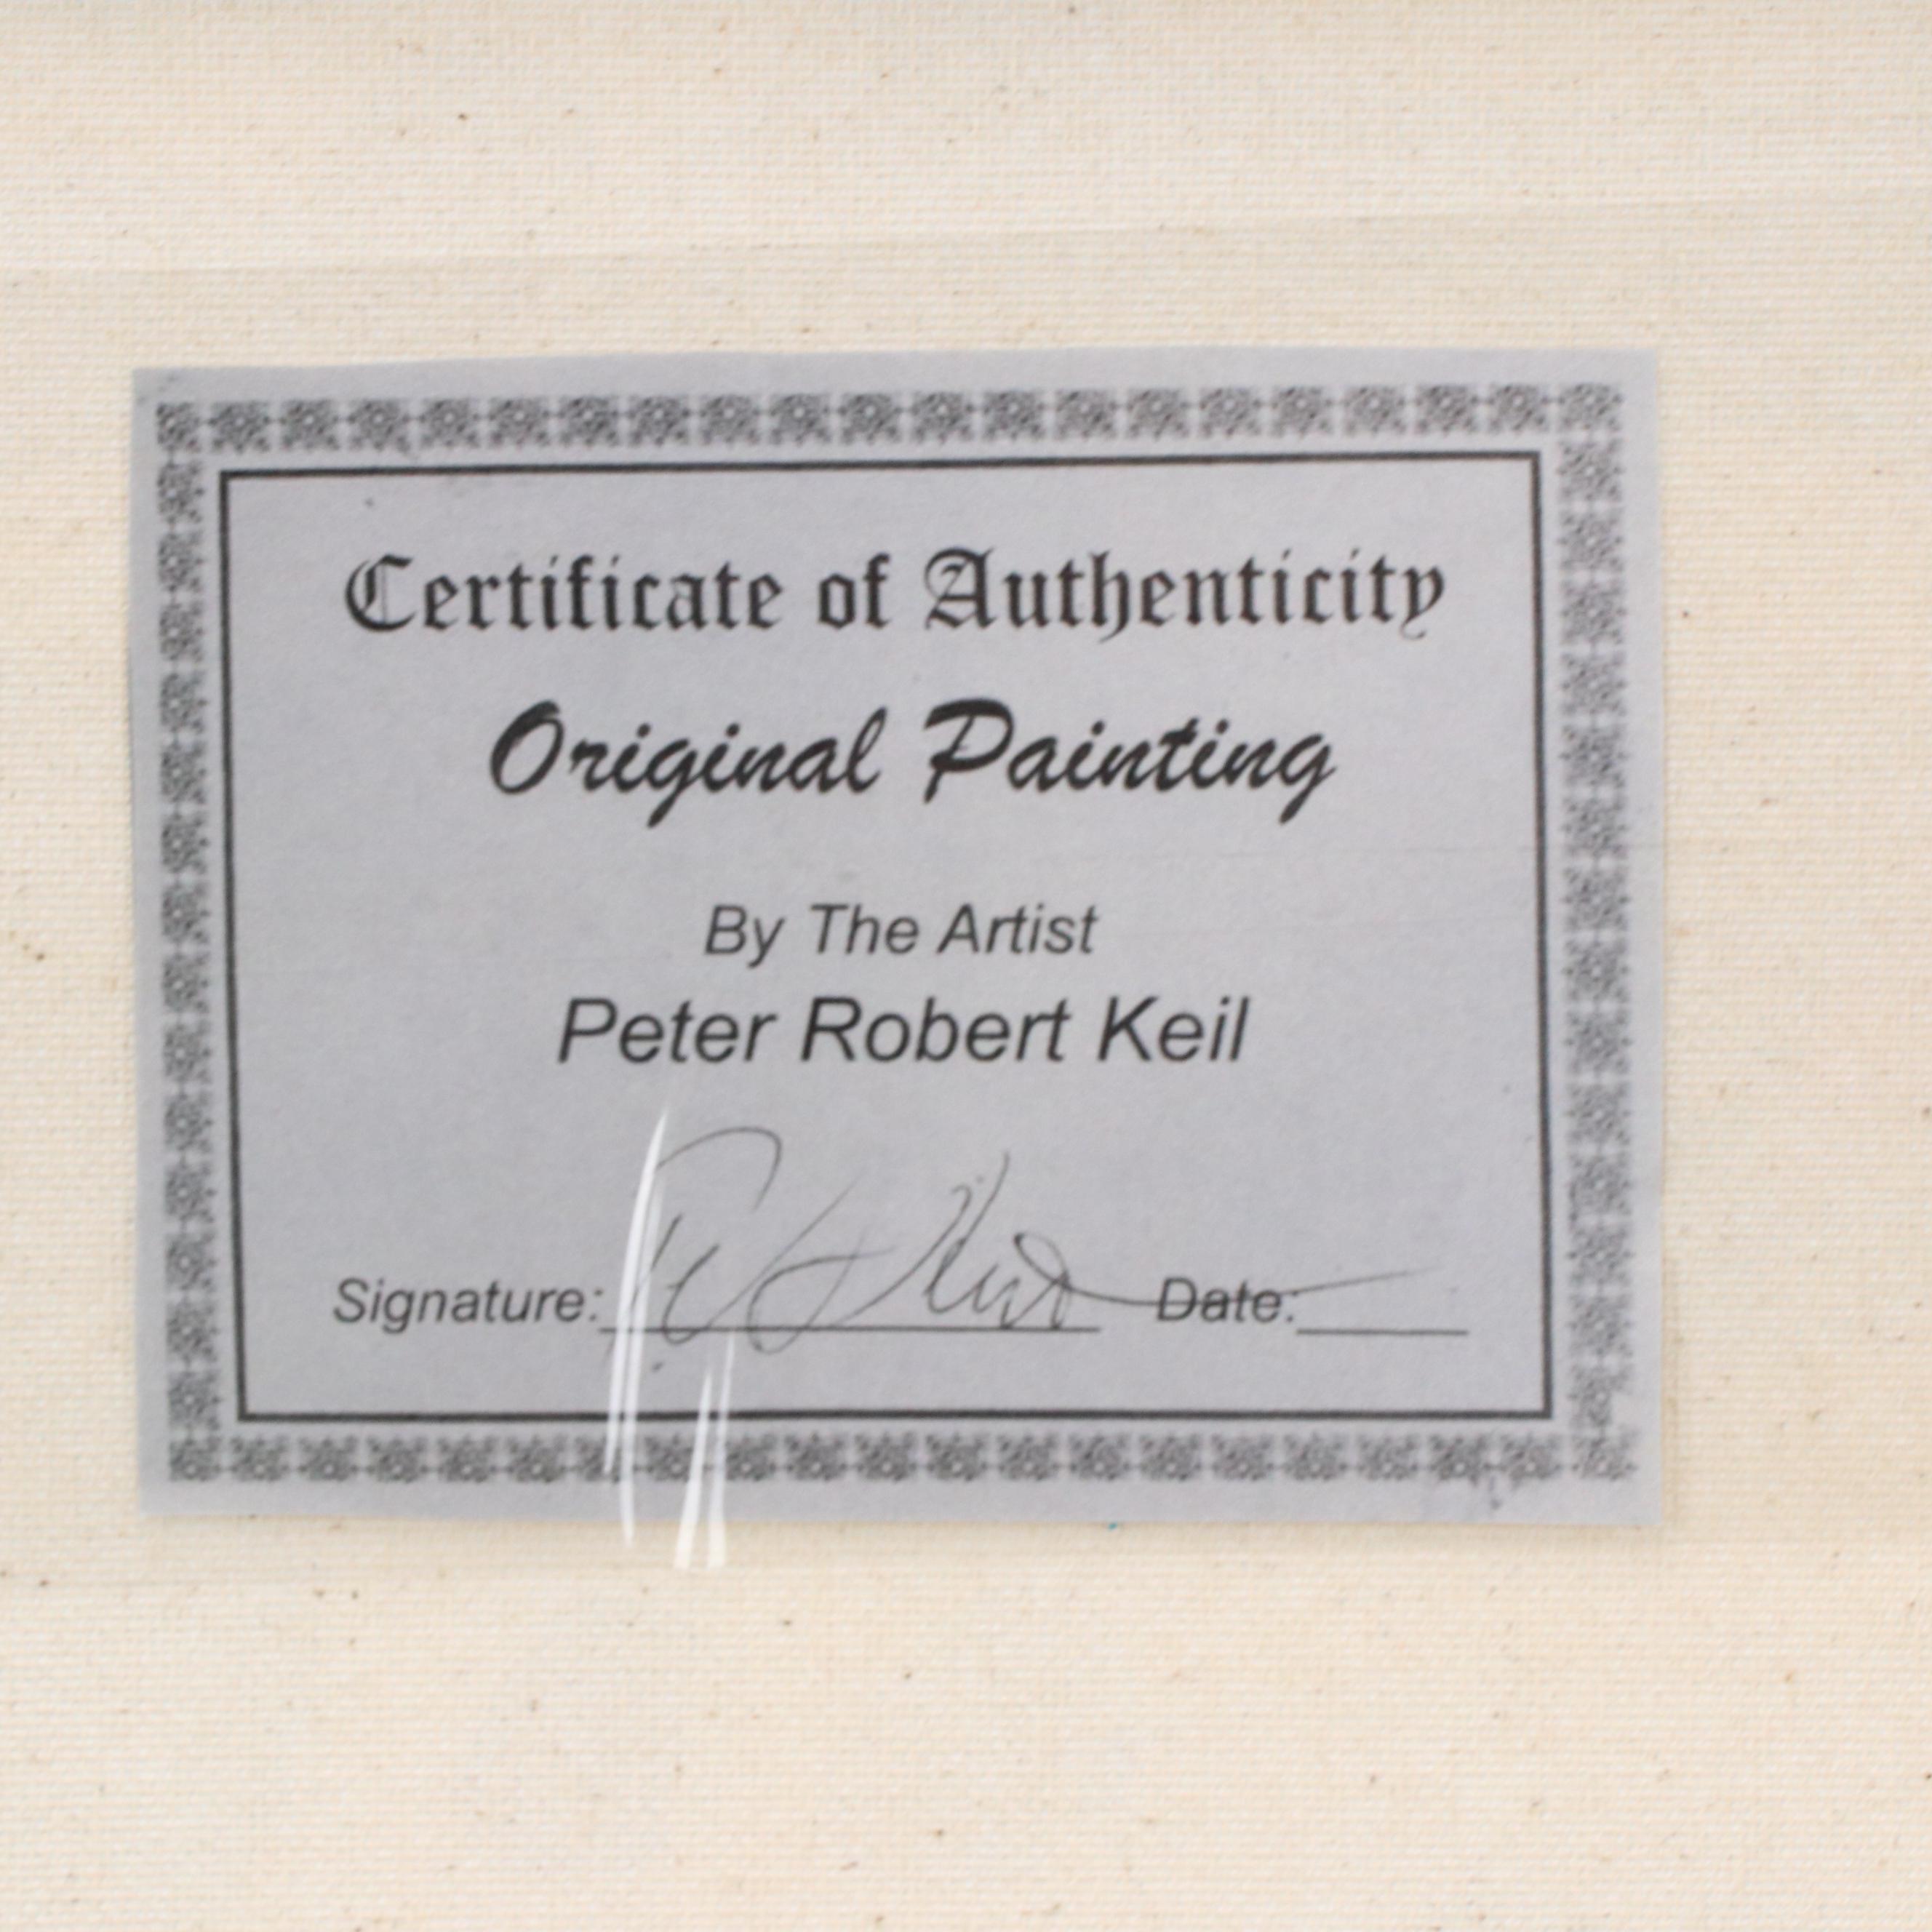 Certificate of Authenticity
Original Painting
By The Artist
Peter Robert Keil
Signature: Date: